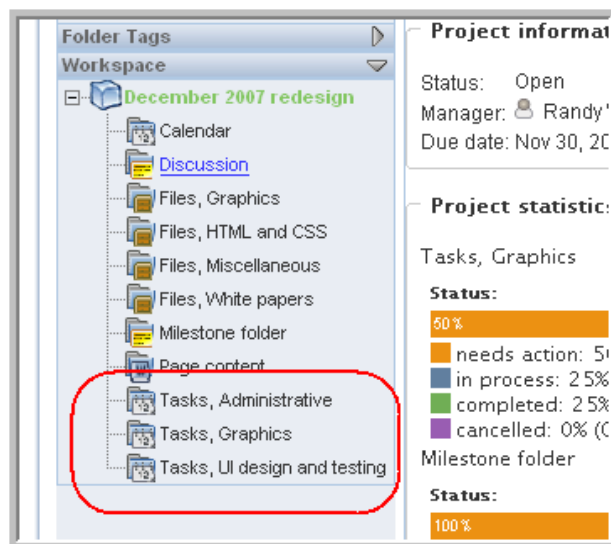 Folder Tags
Workspace
December 2007 redesign
Calendar
Discussion
Files, Graphics
Files, HTML and CSS
Files, Miscellaneous
Files, White papers
Milestone folder
Page content
Tasks, Administrative
Tasks, Graphics
Tasks, UI design and testing
Project informat
Status: Open
Manager: Randy
Due date: Nov 30, 20
Project statistic
Tasks, Graphics
Status:
50%
needs action: 5
in process: 25%
completed: 25%
cancelled: 0% (
Milestone folder
Status:
100%